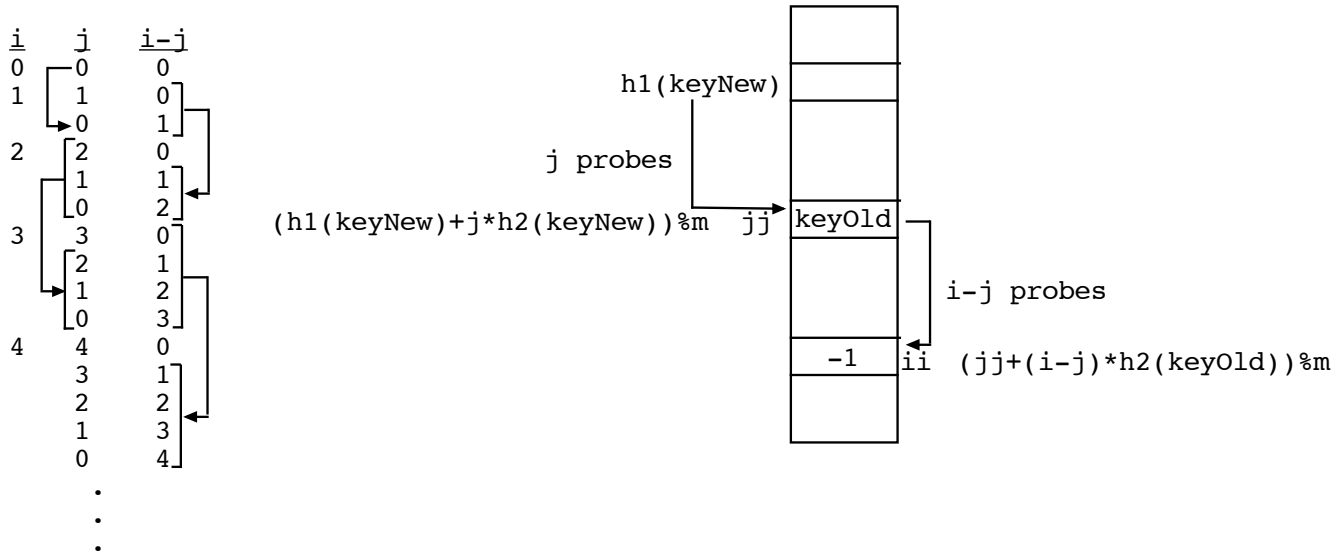 i j i-j
0 0 0
1 1 0
0 1
2 2 0
1 1
0 2
3 3 0
2 1
1 2
0 3
4 4 0
3 1
2 2
1 3
0 4
.
.
.
h1(keyNew)
j probes
(h1(keyNew)+j*h2(keyNew))%m jj keyOld
i-j probes
-1 ii (jj+(i-j)*h2(keyOld))%m